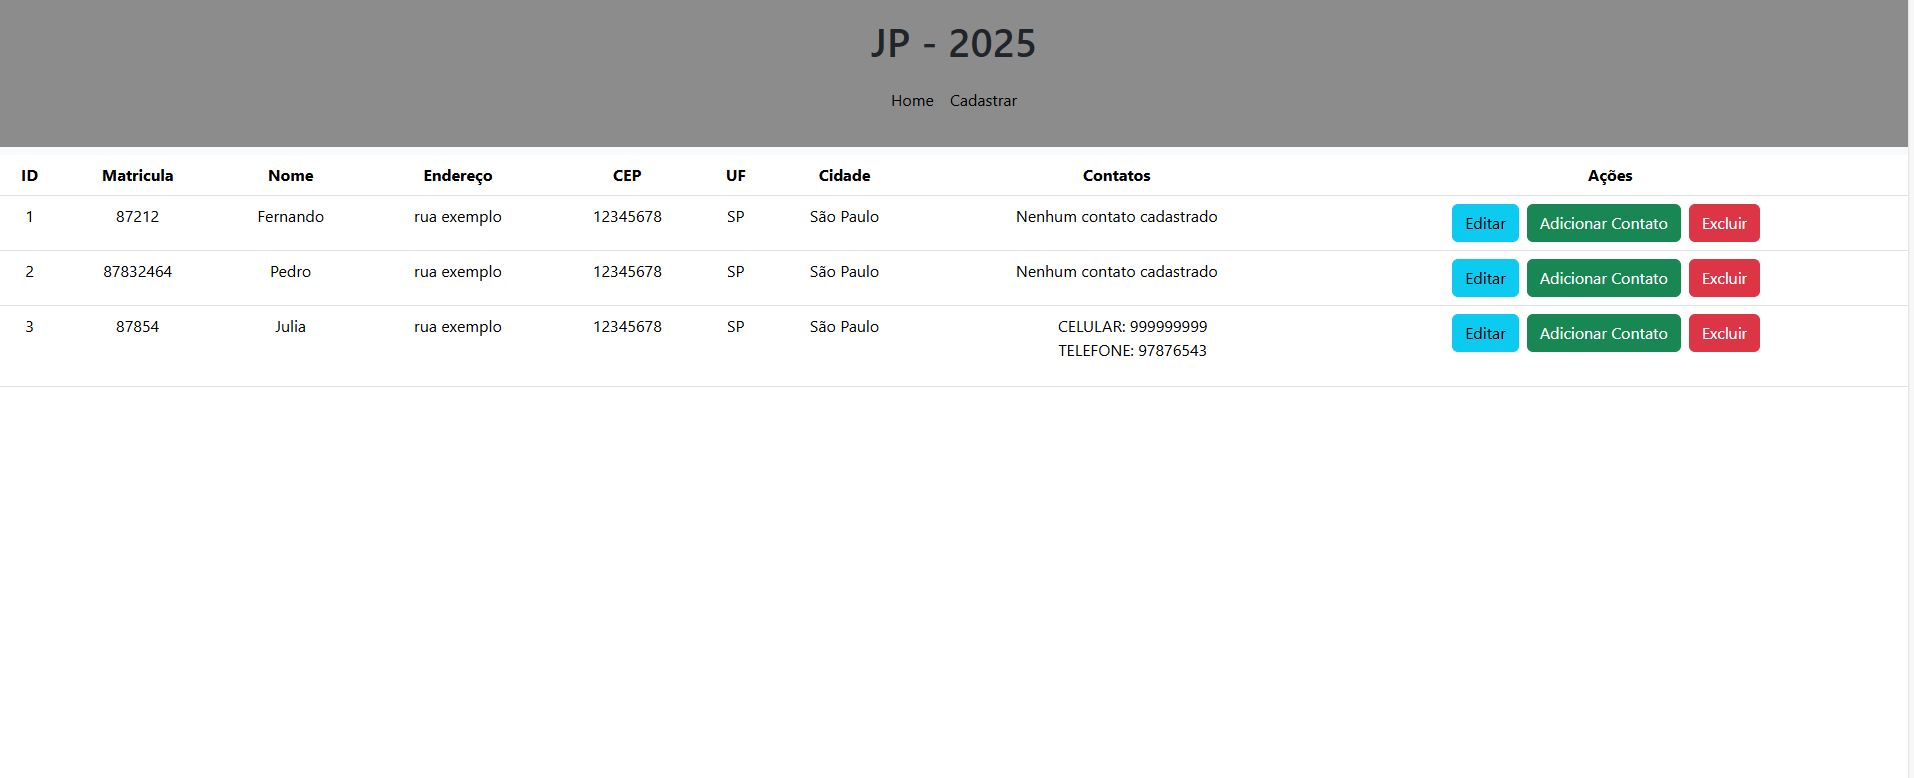 JP - 2025
Home Cadastrar
ID Matricula Nome Endereço CEP UF Cidade Contatos Ações
1 87212 Fernando rua exemplo 12345678 SP São Paulo Nenhum contato cadastrado Editar Adicionar Contato Excluir
2 87832464 Pedro rua exemplo 12345678 SP São Paulo Nenhum contato cadastrado Editar Adicionar Contato Excluir
3 87854 Julia rua exemplo 12345678 SP São Paulo CELULAR: 999999999 Editar Adicionar Contato Excluir
TELEFONE: 97876543